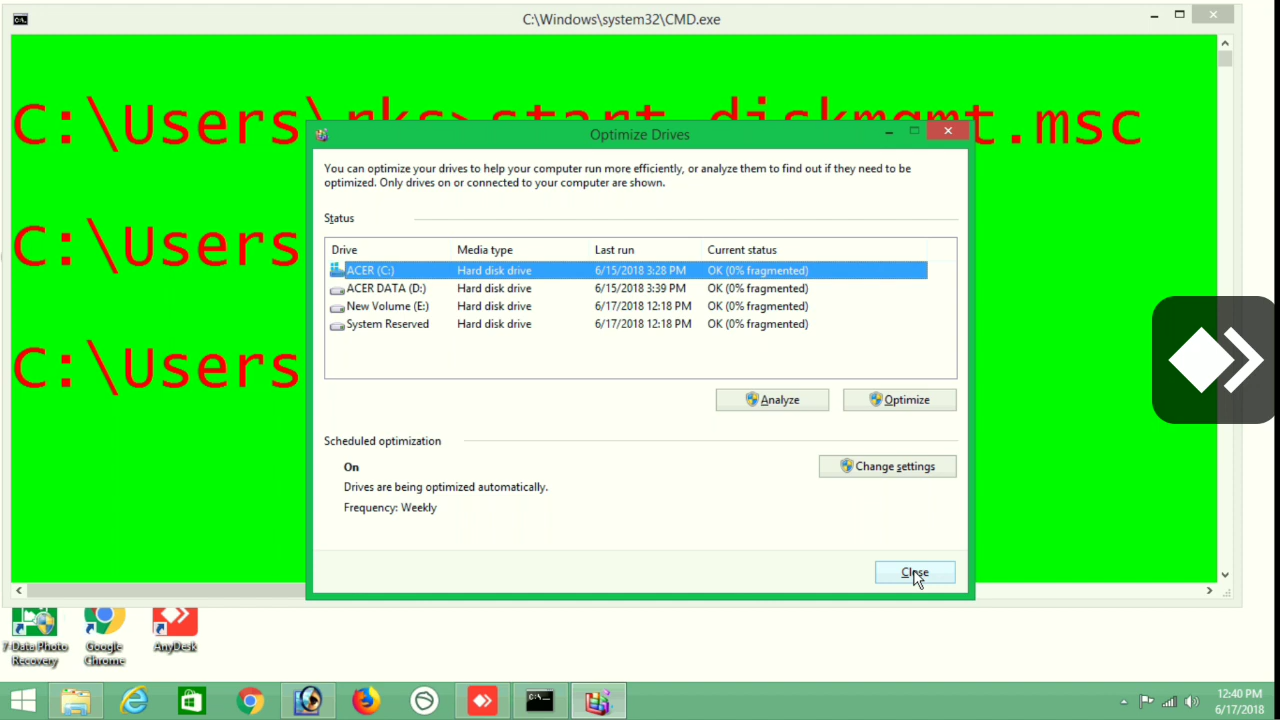 C:\Windows\system32\CMD.exe
C:\Users\rks>start diskmgmt.msc
Optimize Drives
You can optimize your drives to help your computer run more efficiently, or analyze them to find out if they need to be
optimized. Only drives on or connected to your computer are shown.
Status
Drive Media type Last run Current status
ACER (C:) Hard disk drive 6/15/2018 3:28 PM OK (0% fragmented)
ACER DATA (D:) Hard disk drive 6/15/2018 3:39 PM OK (0% fragmented)
New Volume (E:) Hard disk drive 6/17/2018 12:18 PM OK (0% fragmented)
System Reserved Hard disk drive 6/17/2018 12:18 PM OK (0% fragmented)
C:\Users
C:\Users
Analyze Optimize
Scheduled optimization
On
Change settings
Drives are being optimized automatically.
Frequency: Weekly
Close
7-Data Photo
Recovery
Google
Chrome
AnyDesk
12:40 PM
6/17/2018